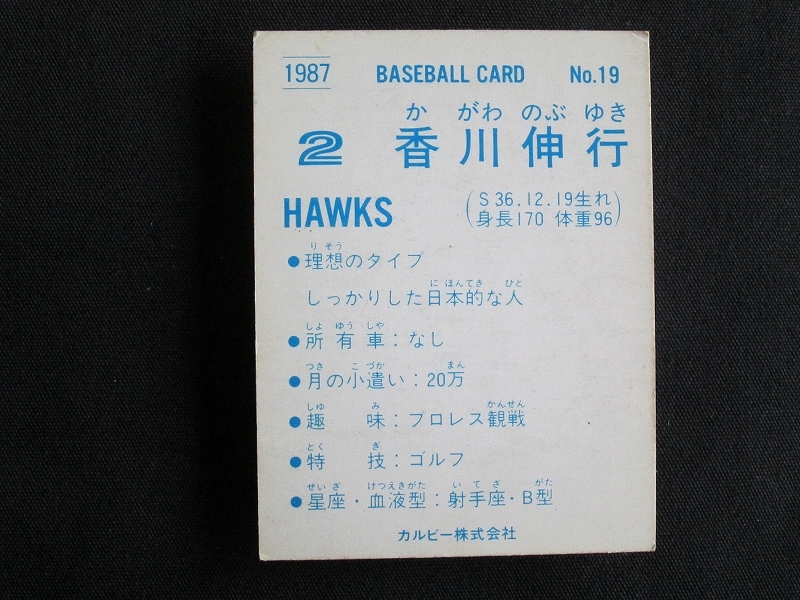 1987 BASEBALL CARD No.19
か がわ のぶ ゆき
2 香川伸行
HAWKS (S36.12.19生れ
身長170 体重96)
り そう
●理想のタイプ
に ほんてき ひと
しっかりした日本的な人
しよ ゆう しや
●所有車:なし
つき こ づか まん
●月の小遣い:20万
しゆ み かんせん
●趣 味:プロレス観戦
とく ぎ
●特 技:ゴルフ
せいざ けつえきがた い て ざ がた
●星座・血液型:射手座・B型
カルビー株式会社